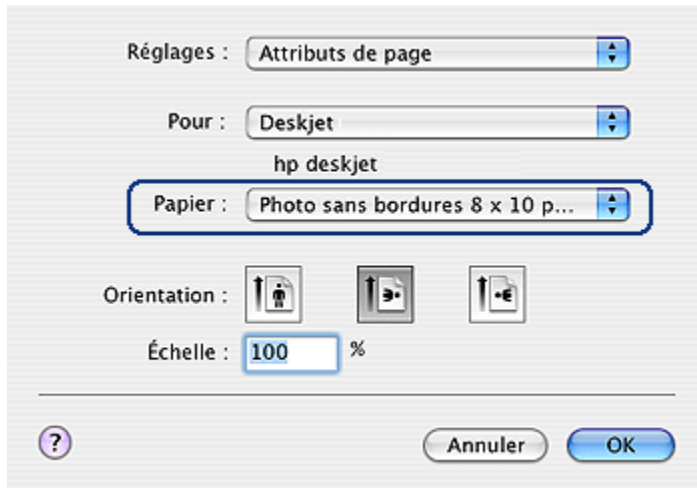 Réglages : Attributs de page
Pour : Deskjet
hp deskjet
Papier : Photo sans bordures 8 x 10 p...
Orientation :
Échelle : 100 %
? Annuler OK